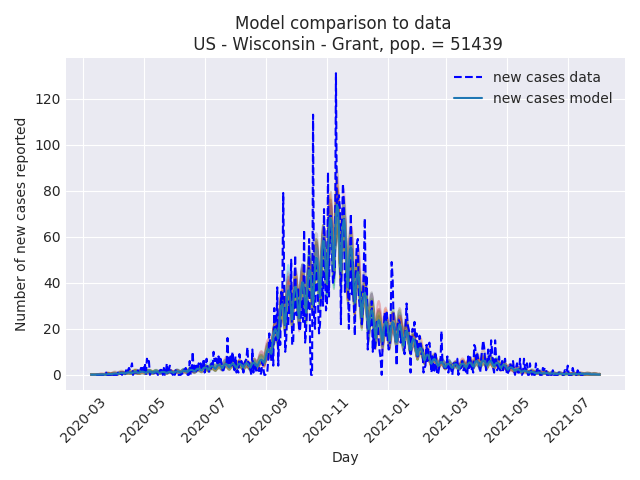 Model comparison to data
US - Wisconsin - Grant, pop. = 51439
new cases data
new cases model
Number of new cases reported
120
100
80
60
40
20
0
2020-03
2020-05
2020-07
2020-09
2020-11
2021-01
2021-03
2021-05
2021-07
Day